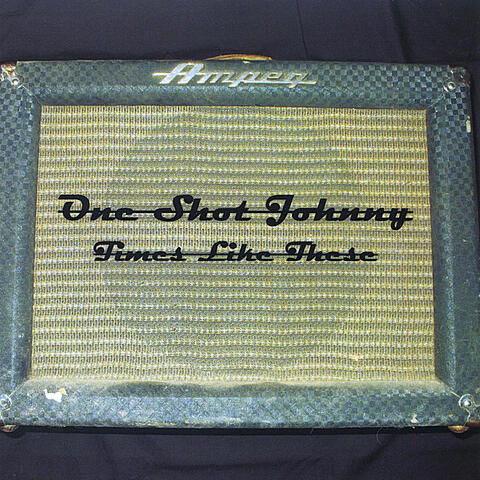 Ampeg
One Shot Johnny
Times Like These